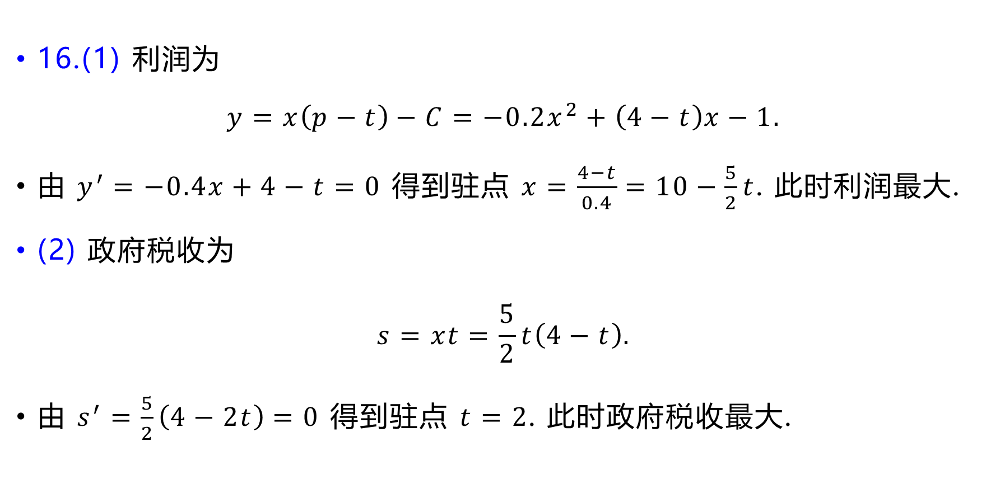 • 16.(1) 利润为
y = x(p − t) − C = −0.2x² + (4 − t)x − 1.
• 由 y′ = −0.4x + 4 − t = 0 得到驻点 x = \frac{4−t}{0.4} = 10 − \frac{5}{2}t. 此时利润最大.
• (2) 政府税收为
s = xt = \frac{5}{2}t(4 − t).
• 由 s′ = \frac{5}{2}(4 − 2t) = 0 得到驻点 t = 2. 此时政府税收最大.